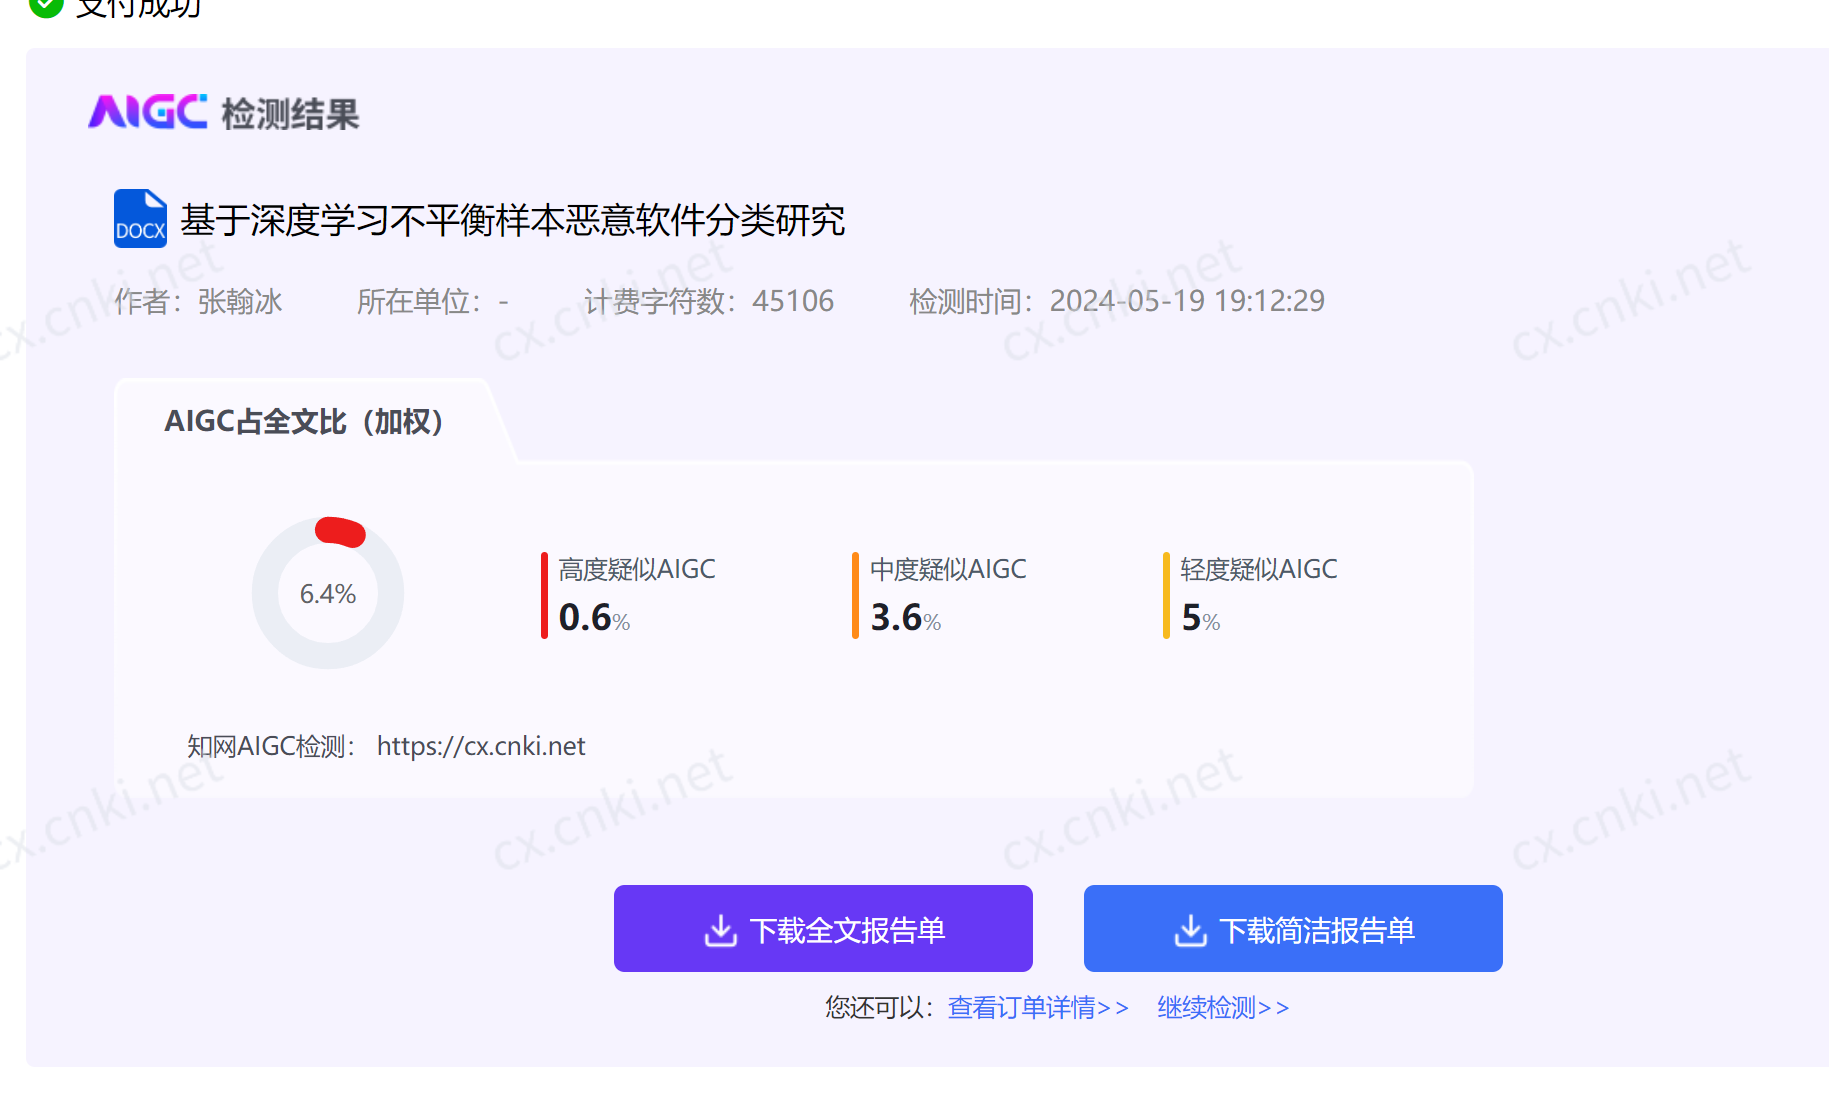 支付成功
AIGC 检测结果
DOCX 基于深度学习不平衡样本恶意软件分类研究
作者：张翰冰 所在单位：- 计费字符数：45106 检测时间：2024-05-19 19:12:29
AIGC占全文比（加权）
6.4%
高度疑似AIGC 中度疑似AIGC 轻度疑似AIGC
0.6% 3.6% 5%
知网AIGC检测： https://cx.cnki.net
下载全文报告单 下载简洁报告单
您还可以：查看订单详情>> 继续检测>>
cx.cnki.net cx.cnki.net cx.cnki.net cx.cnki.net
cx.cnki.net cx.cnki.net cx.cnki.net cx.cnki.net